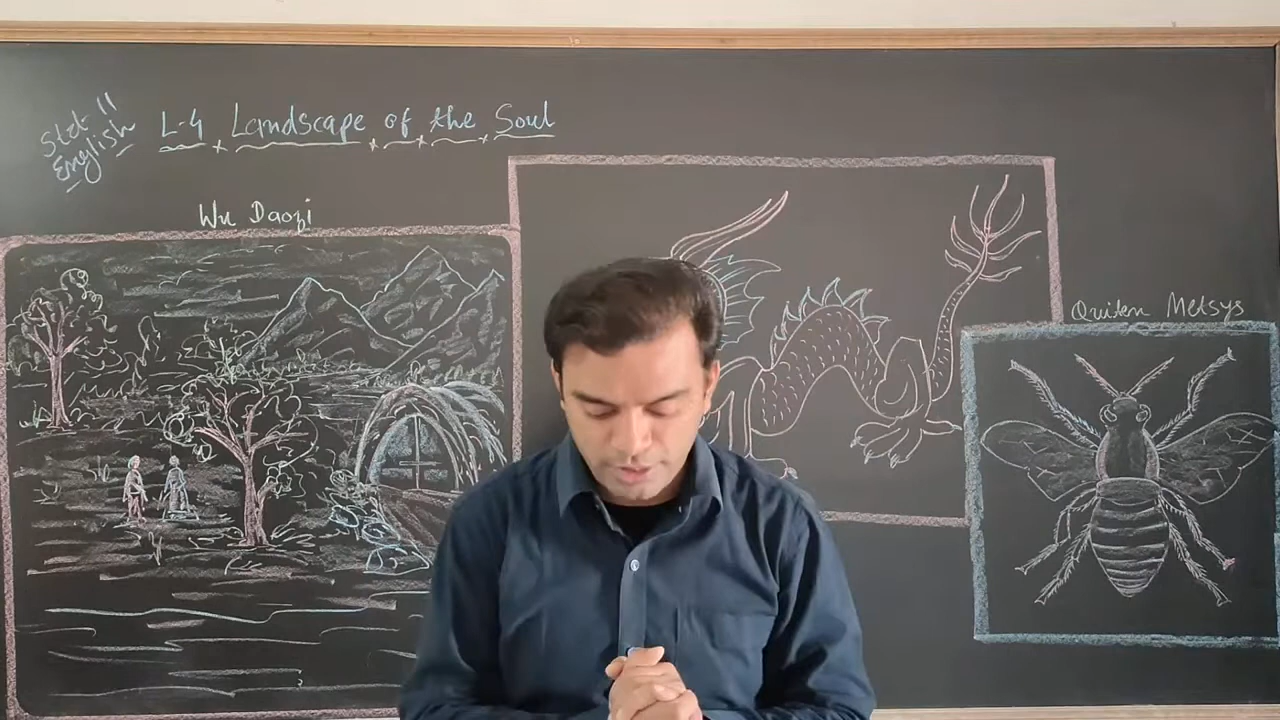 Std-11
English
L-4 Landscape of the Soul
Wu Daozi
Quiten Metsys